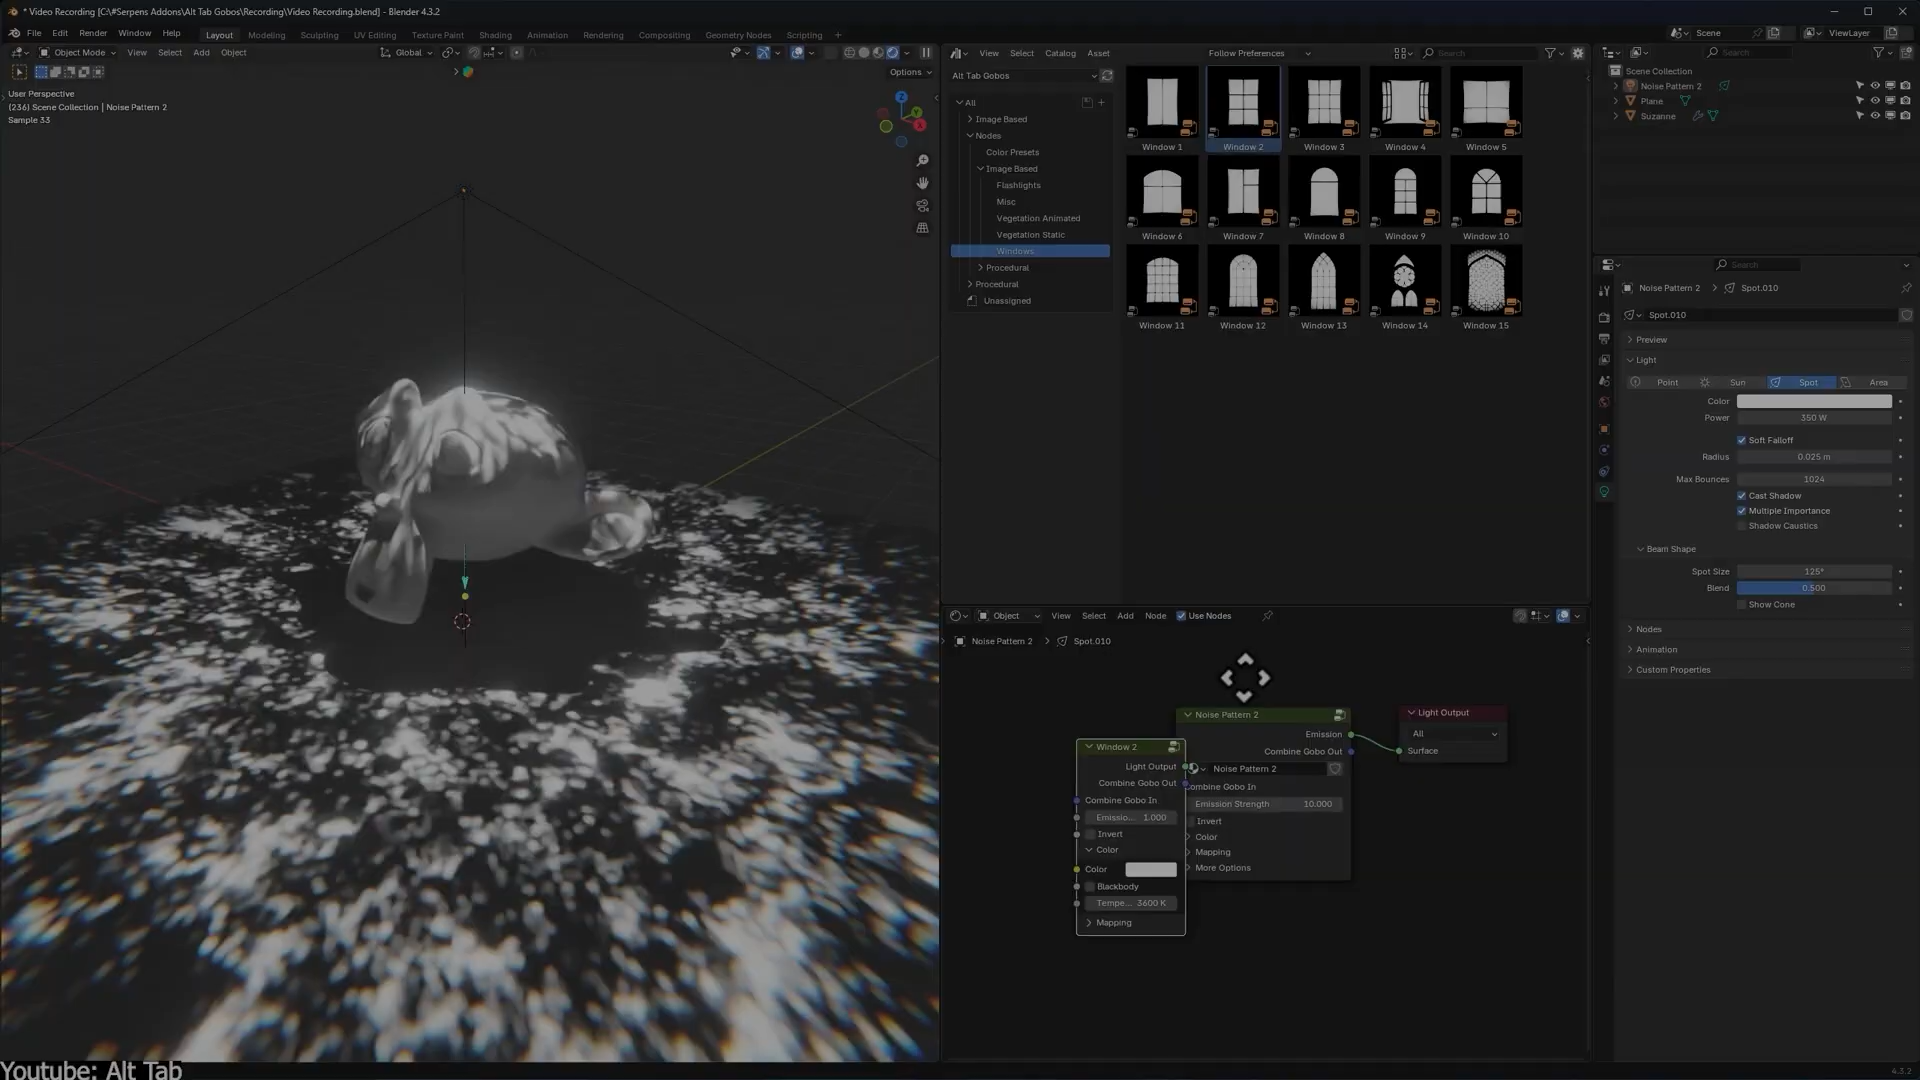 * Video Recording [C:\#Serpens Addons\Alt Tab Gobos\Recording\Video Recording.blend] - Blender 4.3.2
File Edit Render Window Help Layout Modeling Sculpting UV Editing Texture Paint Shading Animation Rendering Compositing Geometry Nodes Scripting + Scene ViewLayer
Object Mode View Select Add Object Global
Options
User Perspective
(236) Scene Collection | Noise Pattern 2
Sample 33
Z
Y
X
View Select Catalog Asset Follow Preferences Search
Alt Tab Gobos
All
Image Based
Nodes
Color Presets
Image Based
Flashlights
Misc
Vegetation Animated
Vegetation Static
Windows
Procedural
Procedural
Unassigned
Window 1 Window 2 Window 3 Window 4 Window 5
Window 6 Window 7 Window 8 Window 9 Window 10
Window 11 Window 12 Window 13 Window 14 Window 15
Object View Select Add Node Use Nodes
Noise Pattern 2 Spot.010
Window 2
Light Output
Combine Gobo Out
Combine Gobo In
Emissio... 1.000
Invert
Color
Color
Blackbody
Tempe... 3600 K
Mapping
Noise Pattern 2
Emission
Combine Gobo Out
Noise Pattern 2
Combine Gobo In
Emission Strength 10.000
Invert
Color
Mapping
More Options
Light Output
All
Surface
Search
Scene Collection
Noise Pattern 2
Plane
Suzanne
Search
Noise Pattern 2 Spot.010
Spot.010
Preview
Light
Point Sun Spot Area
Color
Power 350 W
Soft Falloff
Radius 0.025 m
Max Bounces 1024
Cast Shadow
Multiple Importance
Shadow Caustics
Beam Shape
Spot Size 125°
Blend 0.500
Show Cone
Nodes
Animation
Custom Properties
Youtube: Alt Tab
4.3.2